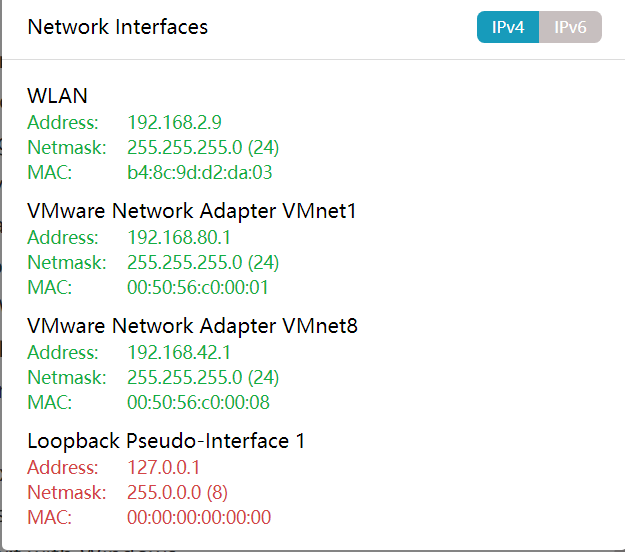 Network Interfaces
IPv4 IPv6
WLAN
Address: 192.168.2.9
Netmask: 255.255.255.0 (24)
MAC: b4:8c:9d:d2:da:03
VMware Network Adapter VMnet1
Address: 192.168.80.1
Netmask: 255.255.255.0 (24)
MAC: 00:50:56:c0:00:01
VMware Network Adapter VMnet8
Address: 192.168.42.1
Netmask: 255.255.255.0 (24)
MAC: 00:50:56:c0:00:08
Loopback Pseudo-Interface 1
Address: 127.0.0.1
Netmask: 255.0.0.0 (8)
MAC: 00:00:00:00:00:00